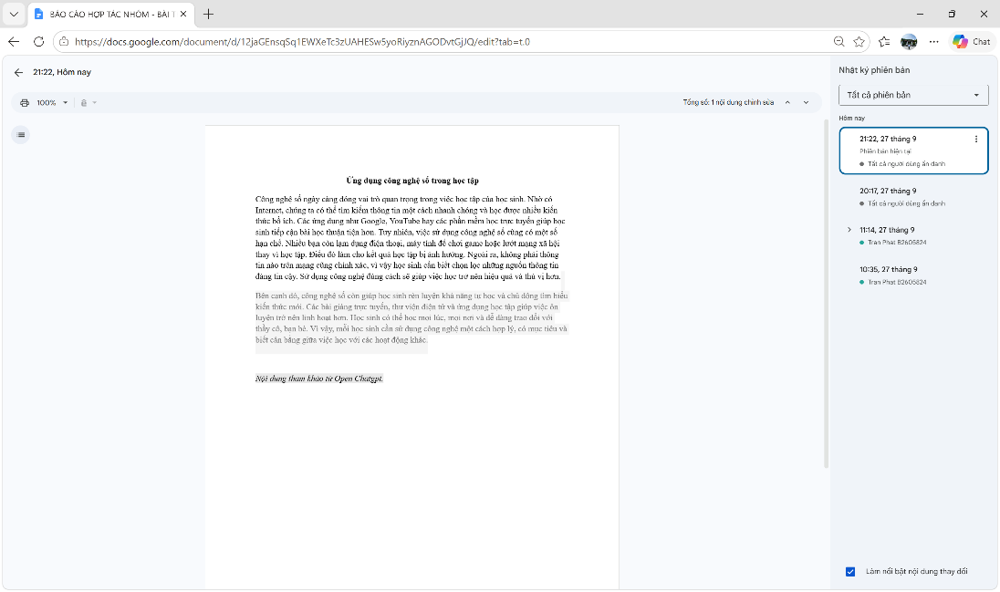 BÁO CÁO HỢP TÁC NHÓM - BÀI T
https://docs.google.com/document/d/12jaGEnsqSq1EWXeTc3zUAHESw5yoRiyznAGODvtGjJQ/edit?tab=t.0
Chat
21:22, Hôm nay
100%
Tổng số: 1 nội dung chỉnh sửa
Ứng dụng công nghệ số trong học tập
Công nghệ số ngày càng đóng vai trò quan trọng trong việc học tập của học sinh. Nhờ có
Internet, chúng ta có thể tìm kiếm thông tin một cách nhanh chóng và học được nhiều kiến
thức bổ ích. Các ứng dụng như Google, YouTube hay các phần mềm học trực tuyến giúp học
sinh tiếp cận bài học thuận tiện hơn. Tuy nhiên, việc sử dụng công nghệ số cũng có một số
hạn chế. Nhiều bạn còn lạm dụng điện thoại, máy tính để chơi game hoặc lướt mạng xã hội
thay vì học tập. Điều đó làm cho kết quả học tập bị ảnh hưởng. Ngoài ra, không phải thông
tin nào trên mạng cũng chính xác, vì vậy học sinh cần biết chọn lọc những nguồn thông tin
đáng tin cậy. Sử dụng công nghệ đúng cách sẽ giúp việc học trở nên hiệu quả và thú vị hơn.
Bên cạnh đó, công nghệ số còn giúp học sinh rèn luyện khả năng tự học và chủ động tìm hiểu
kiến thức mới. Các bài giảng trực tuyến, thư viện điện tử và ứng dụng học tập giúp việc ôn
luyện trở nên linh hoạt hơn. Học sinh có thể học mọi lúc, mọi nơi và dễ dàng trao đổi với
thầy cô, bạn bè. Vì vậy, mỗi học sinh cần sử dụng công nghệ một cách hợp lý, có mục tiêu và
biết cân bằng giữa việc học với các hoạt động khác.
Nội dung tham khảo từ Open Chatgpt.
Nhật ký phiên bản
Tất cả phiên bản
Hôm nay
21:22, 27 tháng 9
Phiên bản hiện tại
Tất cả người dùng ẩn danh
20:17, 27 tháng 9
Tất cả người dùng ẩn danh
11:14, 27 tháng 9
Tran Phat B2605824
10:35, 27 tháng 9
Tran Phat B2605824
Làm nổi bật nội dung thay đổi